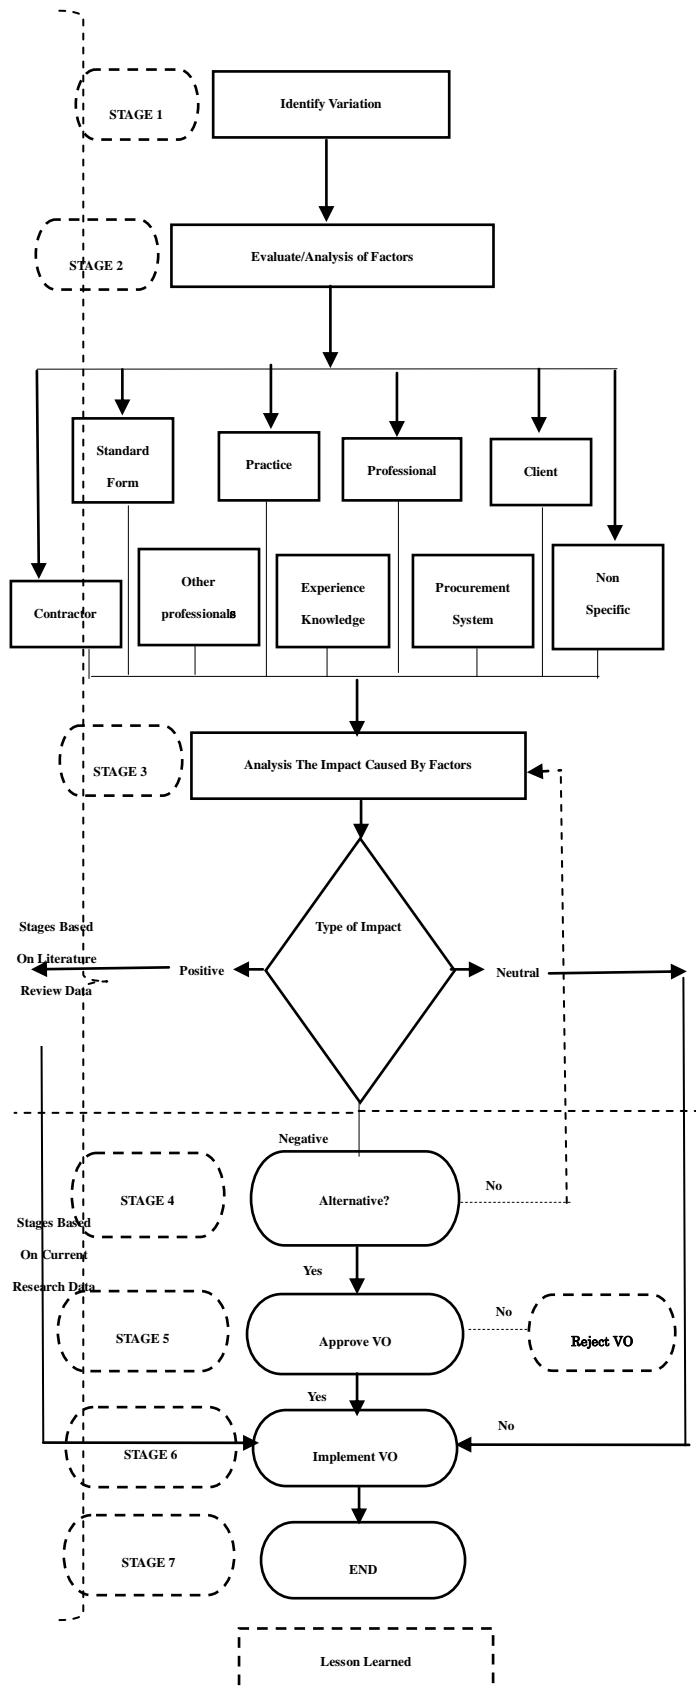 STAGE 1
Identify Variation
STAGE 2
Evaluate/Analysis of Factors
Standard
Form
Practice
Professional
Client
Contractor
Other
professionals
Experience
Knowledge
Procurement
System
Non
Specific
STAGE 3
Analysis The Impact Caused By Factors
Type of Impact
Stages Based
On Literature
Review Data
Positive
Neutral
Negative
STAGE 4
Alternative?
No
Stages Based
On Current
Research Data
Yes
STAGE 5
Approve VO
No
Reject VO
Yes
STAGE 6
Implement VO
No
STAGE 7
END
Lesson Learned